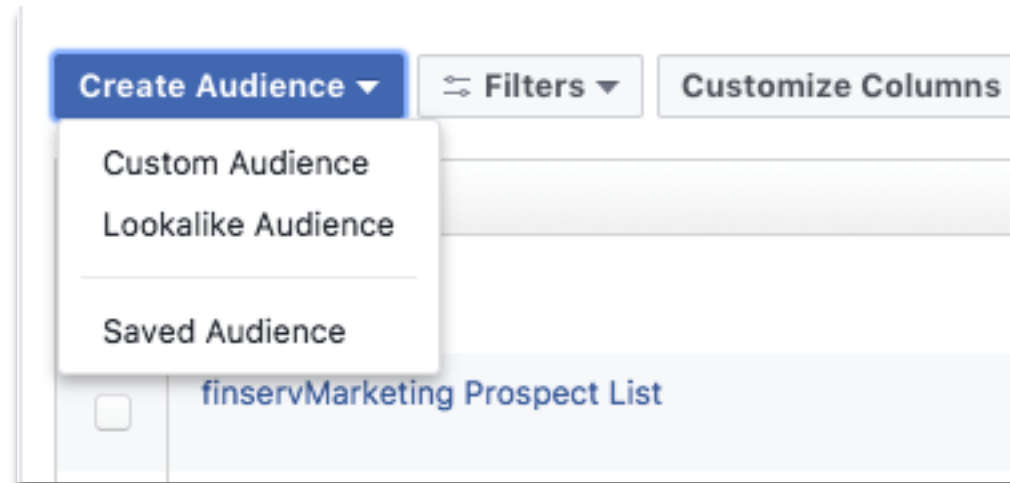 Create Audience Filters Customize Columns
Custom Audience
Lookalike Audience
Saved Audience
finservMarketing Prospect List